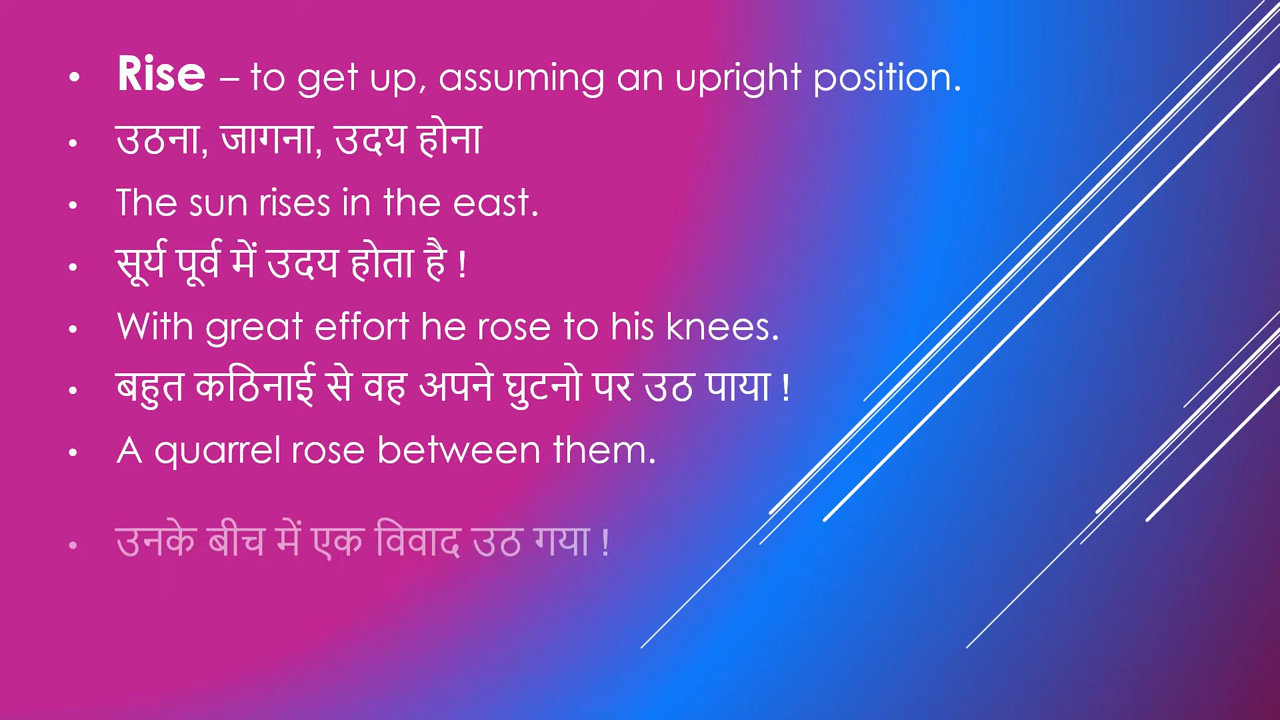 • Rise – to get up, assuming an upright position.
• उठना, जागना, उदय होना
• The sun rises in the east.
• सूर्य पूर्व में उदय होता है !
• With great effort he rose to his knees.
• बहुत कठिनाई से वह अपने घुटनो पर उठ पाया !
• A quarrel rose between them.
• उनके बीच में एक विवाद उठ गया !